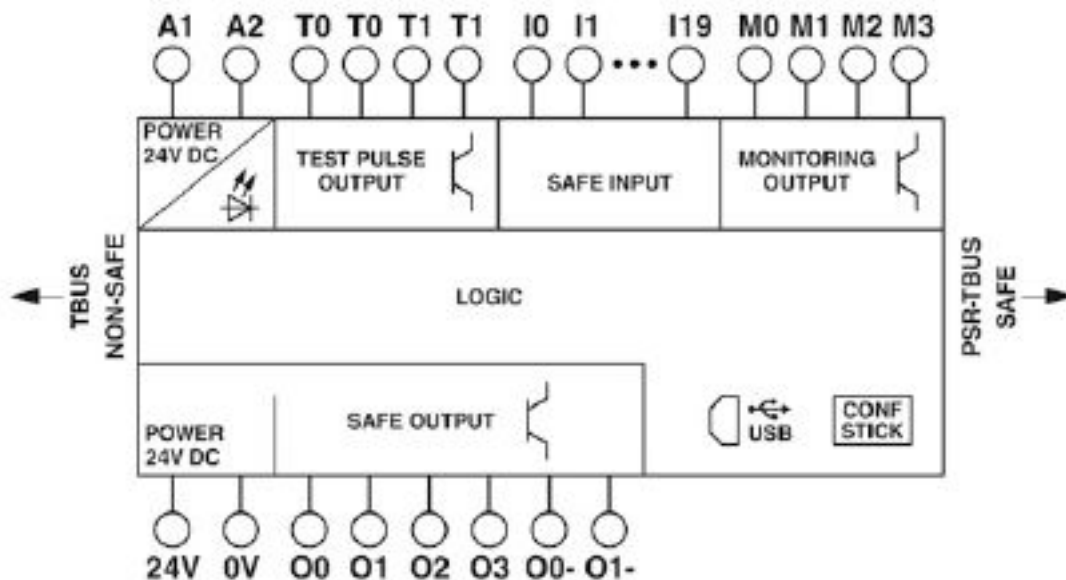 A1 A2 T0 T0 T1 T1 I0 I1 ••• I19 M0 M1 M2 M3
POWER
24V DC
TEST PULSE
OUTPUT
SAFE INPUT
MONITORING
OUTPUT
TBUS
NON-SAFE
LOGIC
PSR-TBUS
SAFE
POWER
24V DC
SAFE OUTPUT
USB
CONF
STICK
24V 0V O0 O1 O2 O3 O0- O1-